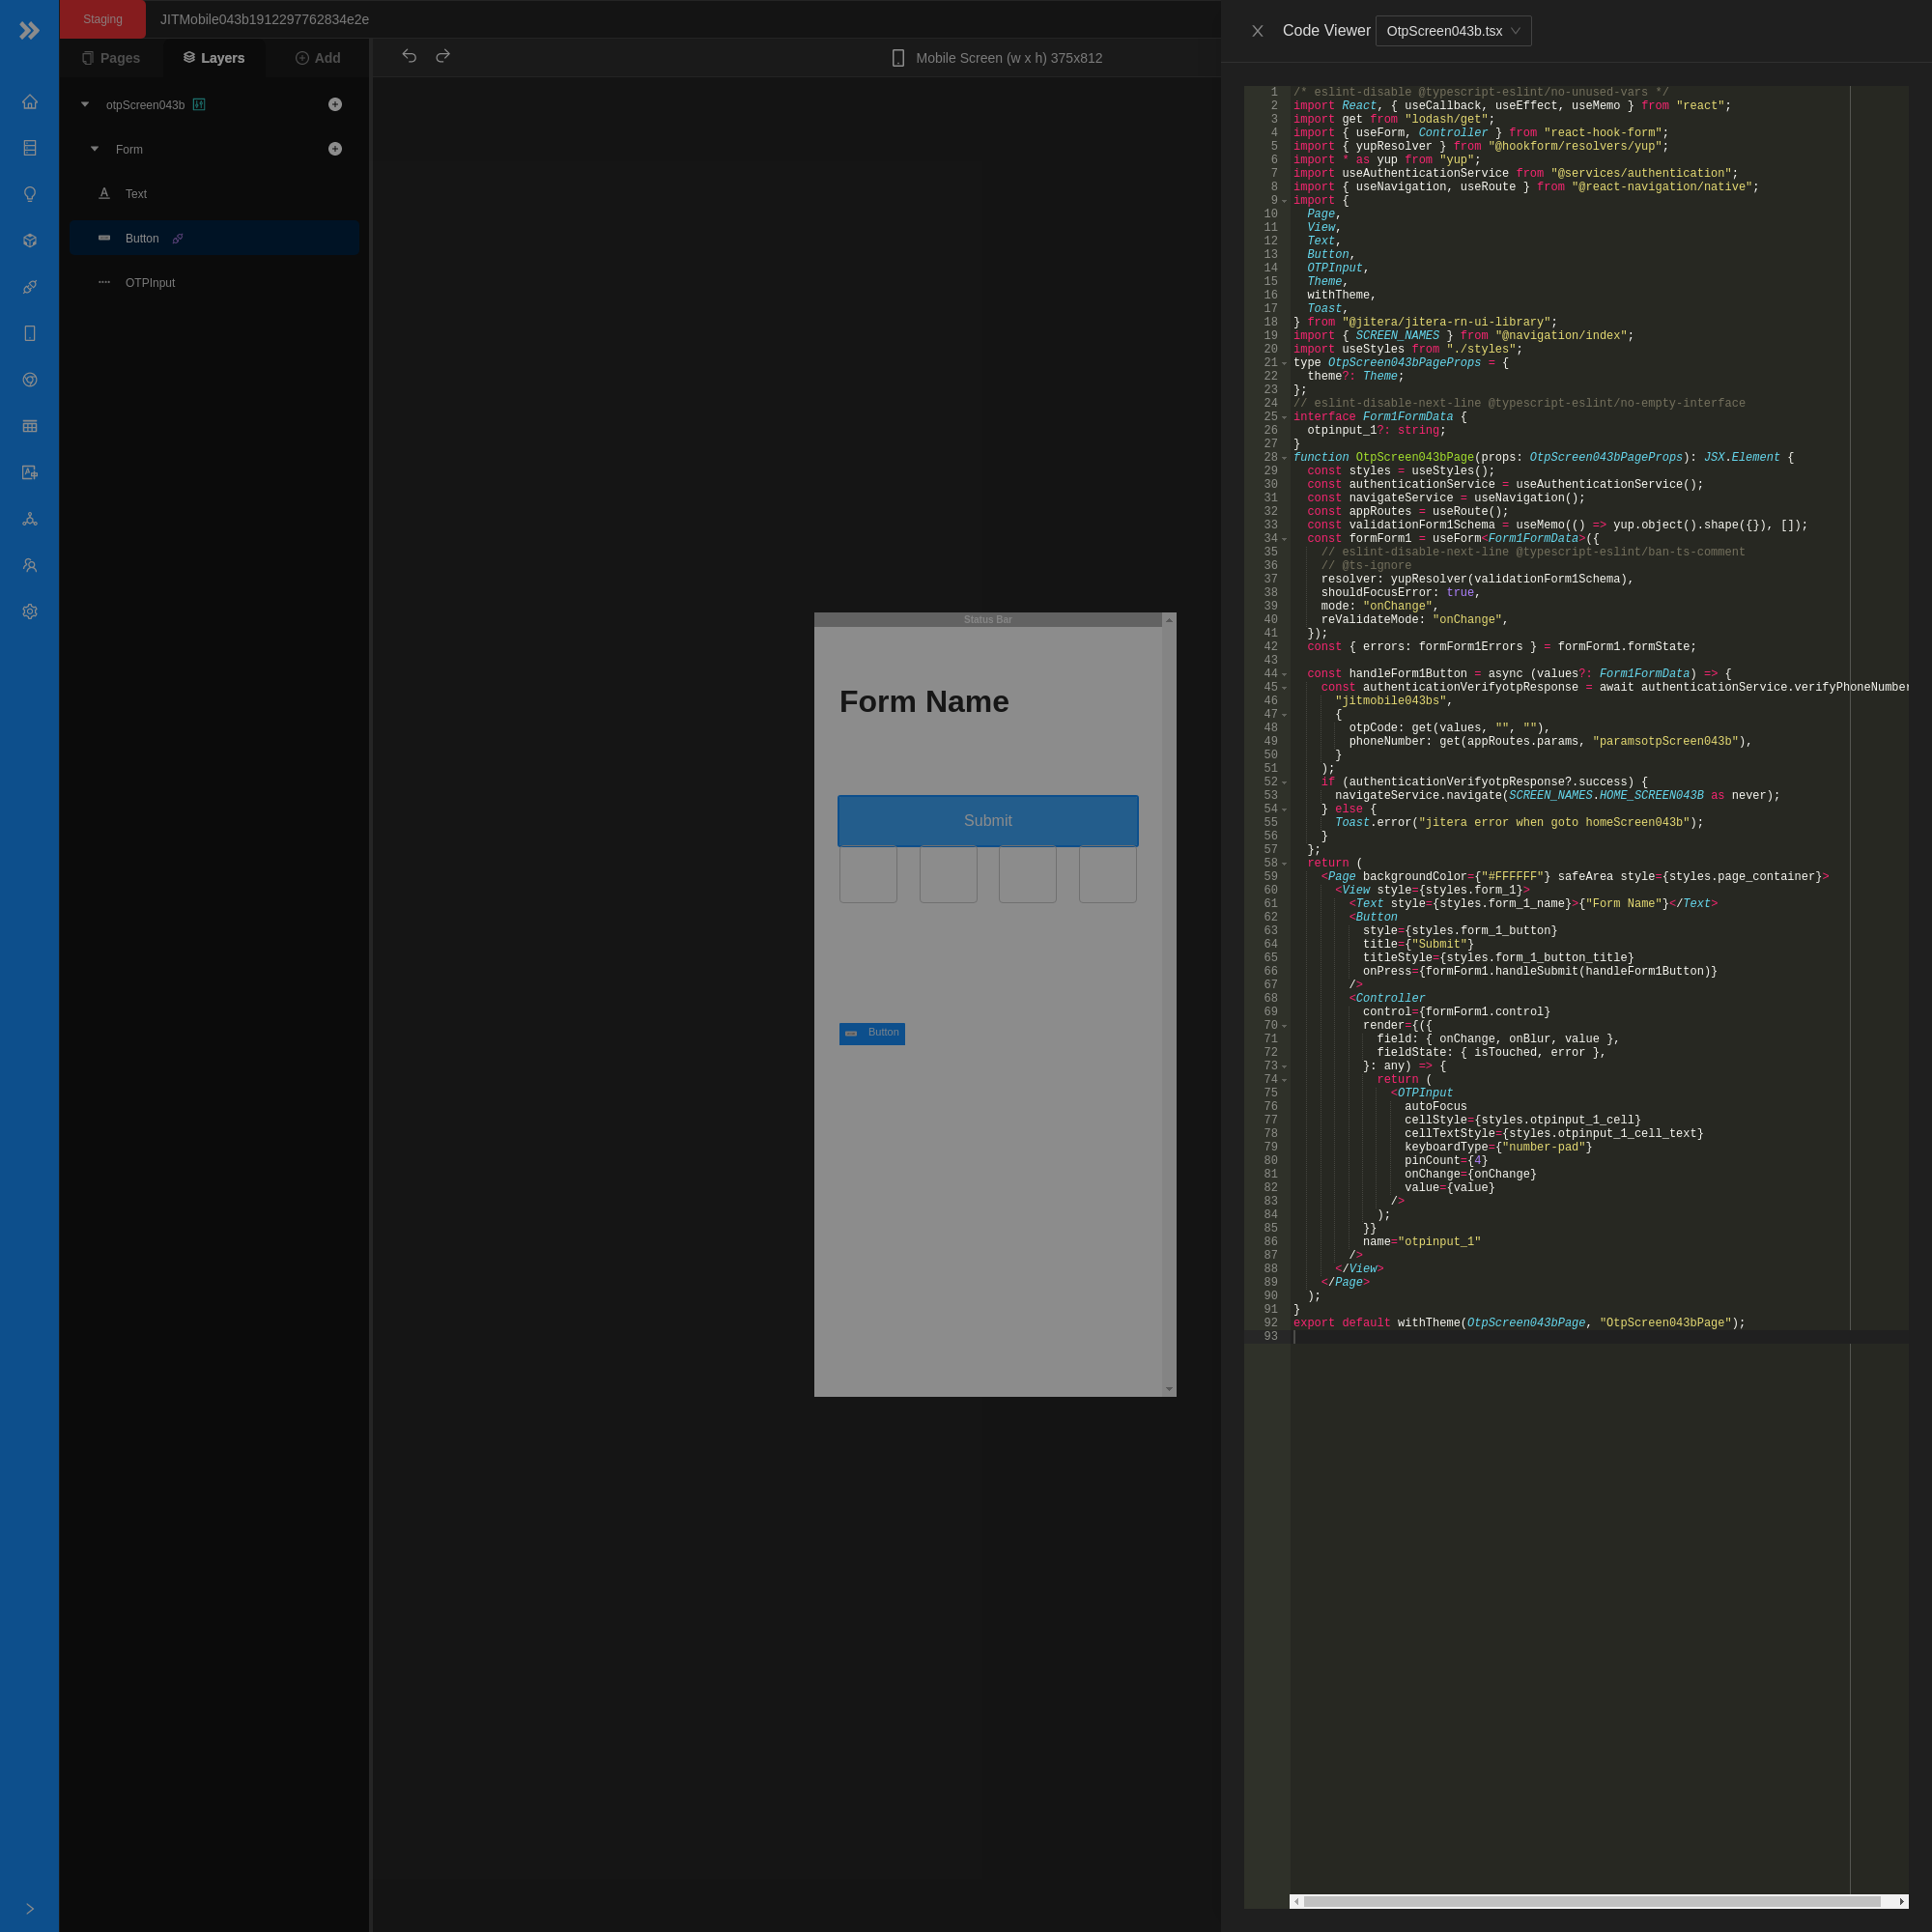 Staging
JITMobile043b1912297762834e2e
Pages
Layers
Add
otpScreen043b
Form
Text
Button
OTPInput
Mobile Screen (w x h) 375x812
Status Bar
Form Name
Submit
Button
Code Viewer
OtpScreen043b.tsx
1 /* eslint-disable @typescript-eslint/no-unused-vars */
2 import React, { useCallback, useEffect, useMemo } from "react";
3 import get from "lodash/get";
4 import { useForm, Controller } from "react-hook-form";
5 import { yupResolver } from "@hookform/resolvers/yup";
6 import * as yup from "yup";
7 import useAuthenticationService from "@services/authentication";
8 import { useNavigation, useRoute } from "@react-navigation/native";
9 import {
10   Page,
11   View,
12   Text,
13   Button,
14   OTPInput,
15   Theme,
16   withTheme,
17   Toast,
18 } from "@jitera/jitera-rn-ui-library";
19 import { SCREEN_NAMES } from "@navigation/index";
20 import useStyles from "./styles";
21 type OtpScreen043bPageProps = {
22   theme?: Theme;
23 };
24 // eslint-disable-next-line @typescript-eslint/no-empty-interface
25 interface Form1FormData {
26   otpinput_1?: string;
27 }
28 function OtpScreen043bPage(props: OtpScreen043bPageProps): JSX.Element {
29   const styles = useStyles();
30   const authenticationService = useAuthenticationService();
31   const navigateService = useNavigation();
32   const appRoutes = useRoute();
33   const validationForm1Schema = useMemo(() => yup.object().shape({}), []);
34   const formForm1 = useForm<Form1FormData>({
35     // eslint-disable-next-line @typescript-eslint/ban-ts-comment
36     // @ts-ignore
37     resolver: yupResolver(validationForm1Schema),
38     shouldFocusError: true,
39     mode: "onChange",
40     reValidateMode: "onChange",
41   });
42   const { errors: formForm1Errors } = formForm1.formState;
43
44   const handleForm1Button = async (values?: Form1FormData) => {
45     const authenticationVerifyotpResponse = await authenticationService.verifyPhoneNumber
46       "jitmobile043bs",
47       {
48         otpCode: get(values, "", ""),
49         phoneNumber: get(appRoutes.params, "paramsotpScreen043b"),
50       }
51     );
52     if (authenticationVerifyotpResponse?.success) {
53       navigateService.navigate(SCREEN_NAMES.HOME_SCREEN043B as never);
54     } else {
55       Toast.error("jitera error when goto homeScreen043b");
56     }
57   };
58   return (
59     <Page backgroundColor={"#FFFFFF"} safeArea style={styles.page_container}>
60       <View style={styles.form_1}>
61         <Text style={styles.form_1_name}>{"Form Name"}</Text>
62         <Button
63           style={styles.form_1_button}
64           title={"Submit"}
65           titleStyle={styles.form_1_button_title}
66           onPress={formForm1.handleSubmit(handleForm1Button)}
67         />
68         <Controller
69           control={formForm1.control}
70           render={({
71             field: { onChange, onBlur, value },
72             fieldState: { isTouched, error },
73           }: any) => {
74             return (
75               <OTPInput
76                 autoFocus
77                 cellStyle={styles.otpinput_1_cell}
78                 cellTextStyle={styles.otpinput_1_cell_text}
79                 keyboardType={"number-pad"}
80                 pinCount={4}
81                 onChange={onChange}
82                 value={value}
83               />
84             );
85           }}
86           name="otpinput_1"
87         />
88       </View>
89     </Page>
90   );
91 }
92 export default withTheme(OtpScreen043bPage, "OtpScreen043bPage");
93